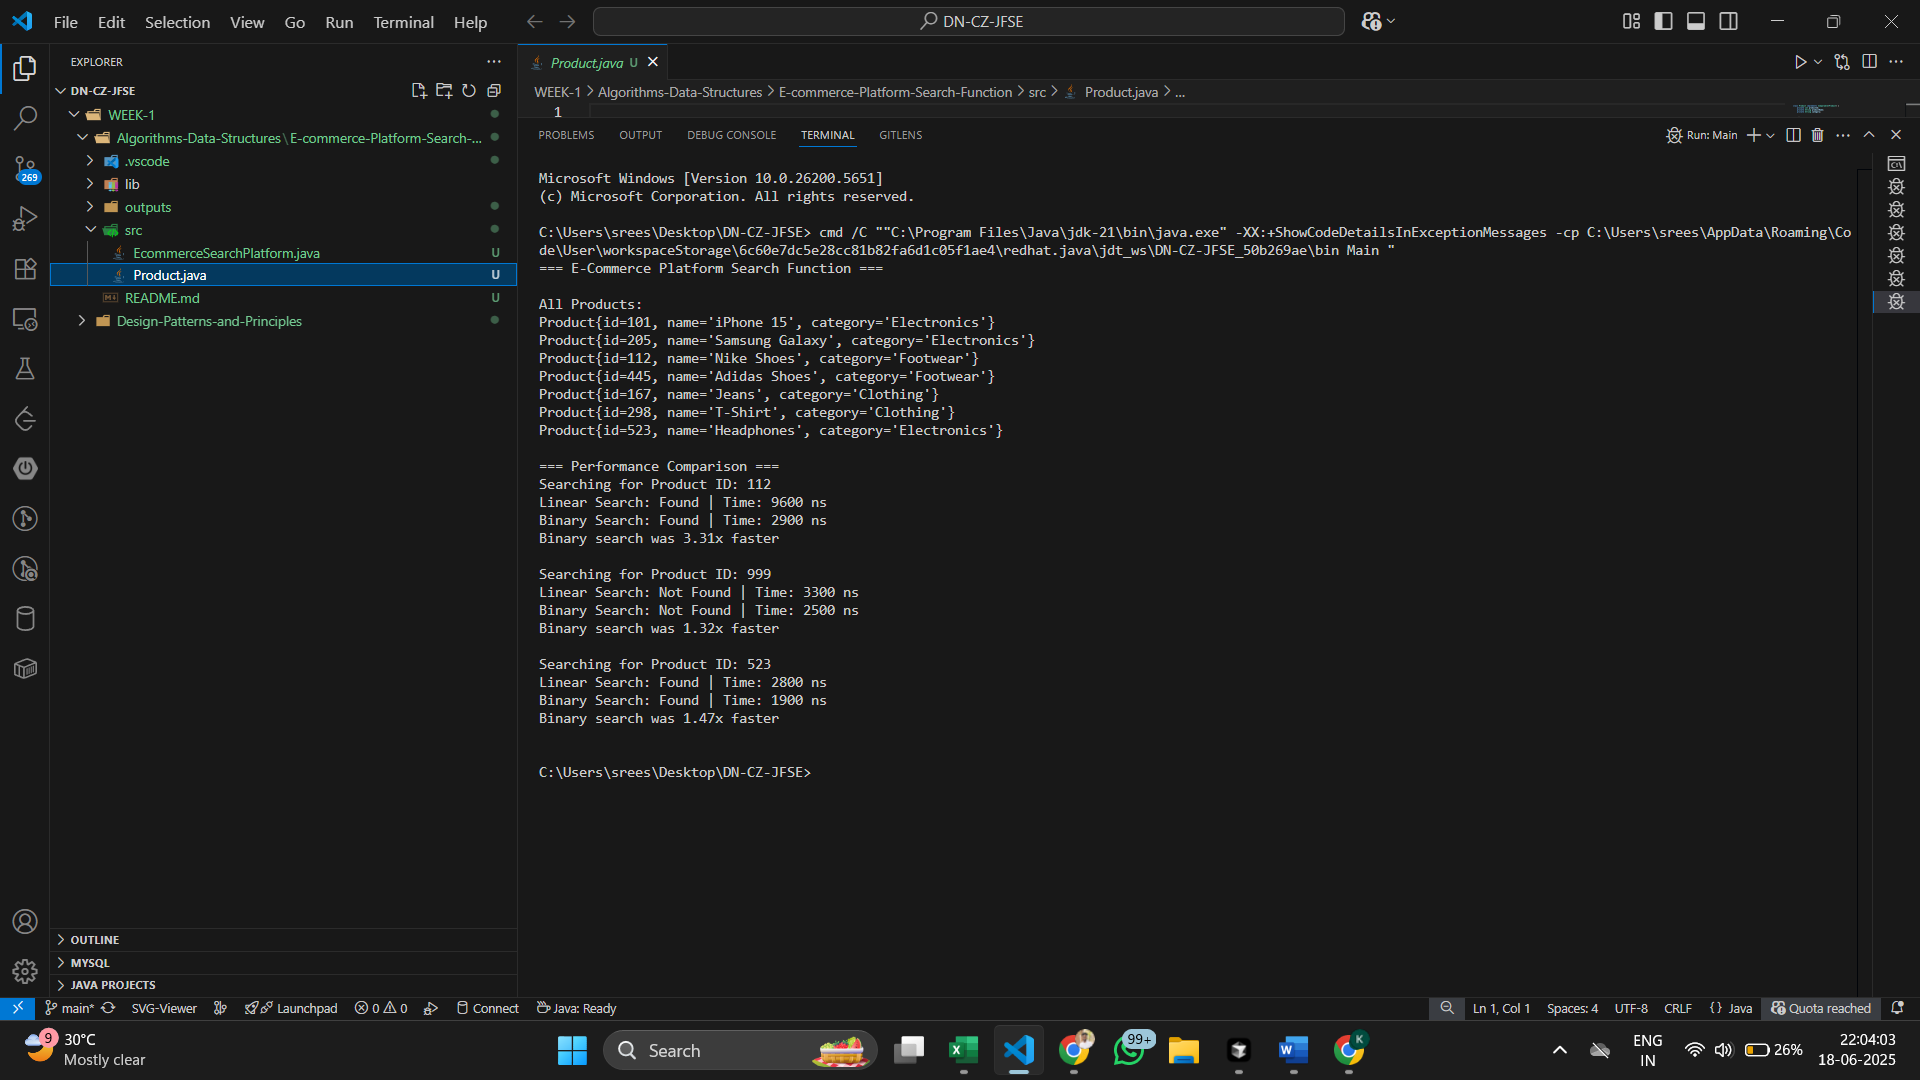 File Edit Selection View Go Run Terminal Help
DN-CZ-JFSE
EXPLORER
DN-CZ-JFSE
WEEK-1
Algorithms-Data-Structures \ E-commerce-Platform-Search-...
.vscode
lib
outputs
src
EcommerceSearchPlatform.java U
Product.java U
README.md U
Design-Patterns-and-Principles
269
OUTLINE
MYSQL
JAVA PROJECTS
Product.java U
WEEK-1 > Algorithms-Data-Structures > E-commerce-Platform-Search-Function > src > Product.java > ...
1
PROBLEMS OUTPUT DEBUG CONSOLE TERMINAL GITLENS
Run: Main
Microsoft Windows [Version 10.0.26200.5651]
(c) Microsoft Corporation. All rights reserved.
C:\Users\srees\Desktop\DN-CZ-JFSE> cmd /C ""C:\Program Files\Java\jdk-21\bin\java.exe" -XX:+ShowCodeDetailsInExceptionMessages -cp C:\Users\srees\AppData\Roaming\Co
de\User\workspaceStorage\6c60e7dc5e28cc81b82fa6d1c05f1ae4\redhat.java\jdt_ws\DN-CZ-JFSE_50b269ae\bin Main "
=== E-Commerce Platform Search Function ===
All Products:
Product{id=101, name='iPhone 15', category='Electronics'}
Product{id=205, name='Samsung Galaxy', category='Electronics'}
Product{id=112, name='Nike Shoes', category='Footwear'}
Product{id=445, name='Adidas Shoes', category='Footwear'}
Product{id=167, name='Jeans', category='Clothing'}
Product{id=298, name='T-Shirt', category='Clothing'}
Product{id=523, name='Headphones', category='Electronics'}
=== Performance Comparison ===
Searching for Product ID: 112
Linear Search: Found | Time: 9600 ns
Binary Search: Found | Time: 2900 ns
Binary search was 3.31x faster
Searching for Product ID: 999
Linear Search: Not Found | Time: 3300 ns
Binary Search: Not Found | Time: 2500 ns
Binary search was 1.32x faster
Searching for Product ID: 523
Linear Search: Found | Time: 2800 ns
Binary Search: Found | Time: 1900 ns
Binary search was 1.47x faster
C:\Users\srees\Desktop\DN-CZ-JFSE>
main* SVG-Viewer Launchpad 0 0 Connect Java: Ready
Ln 1, Col 1 Spaces: 4 UTF-8 CRLF {} Java Quota reached
9
30°C
Mostly clear
Search
99+
K
ENG
IN
26%
22:04:03
18-06-2025